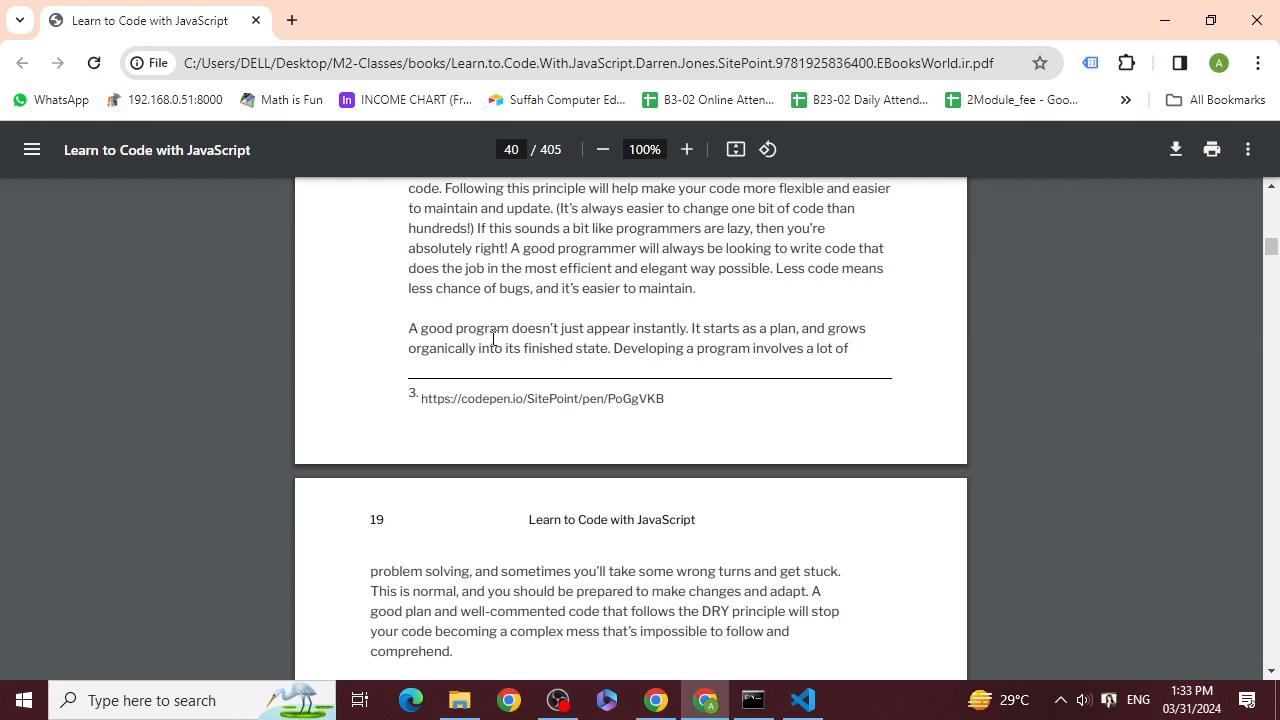 Learn to Code with JavaScript
File
C:/Users/DELL/Desktop/M2-Classes/books/Learn.to.Code.With.JavaScript.Darren.Jones.SitePoint.9781925836400.EBooksWorld.ir.pdf
A
WhatsApp
192.168.0.51:8000
Math is Fun
In
INCOME CHART (Fr...
Suffah Computer Ed...
B3-02 Online Atten...
B23-02 Daily Attend...
2Module_fee - Goo...
All Bookmarks
Learn to Code with JavaScript
40 / 405
100%
code. Following this principle will help make your code more flexible and easier
to maintain and update. (It’s always easier to change one bit of code than
hundreds!) If this sounds a bit like programmers are lazy, then you’re
absolutely right! A good programmer will always be looking to write code that
does the job in the most efficient and elegant way possible. Less code means
less chance of bugs, and it’s easier to maintain.
A good program doesn’t just appear instantly. It starts as a plan, and grows
organically into its finished state. Developing a program involves a lot of
3. https://codepen.io/SitePoint/pen/PoGgVKB
19
Learn to Code with JavaScript
problem solving, and sometimes you’ll take some wrong turns and get stuck.
This is normal, and you should be prepared to make changes and adapt. A
good plan and well-commented code that follows the DRY principle will stop
your code becoming a complex mess that’s impossible to follow and
comprehend.
Type here to search
A
29°C
ENG
1:33 PM
03/31/2024